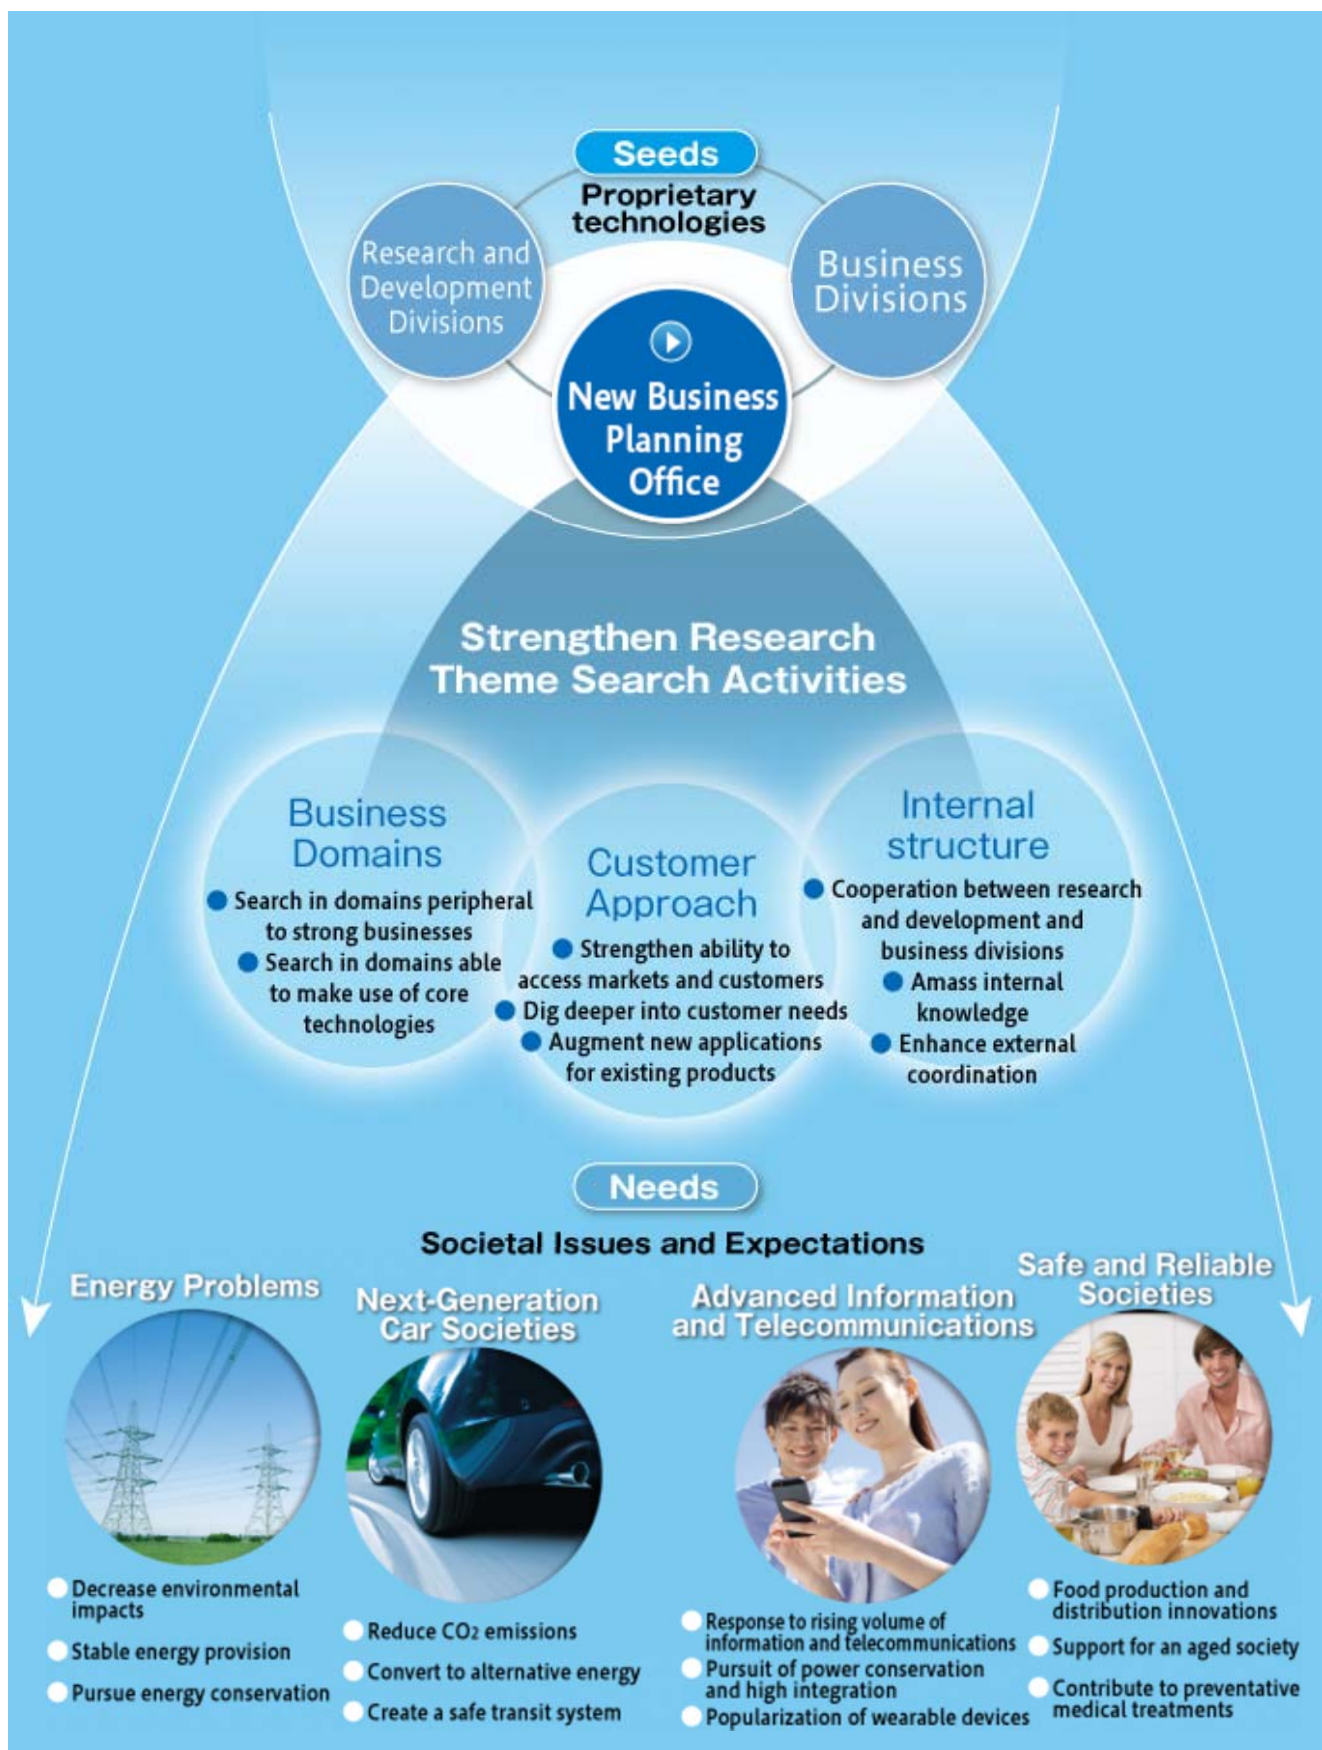 Seeds
Proprietary
technologies
Research and
Development
Divisions
Business
Divisions
New Business
Planning
Office
Strengthen Research
Theme Search Activities
Business
Domains
Search in domains peripheral
to strong businesses
Search in domains able
to make use of core
technologies
Customer
Approach
Strengthen ability to
access markets and customers
Dig deeper into customer needs
Augment new applications
for existing products
Internal
structure
Cooperation between research
and development and
business divisions
Amass internal
knowledge
Enhance external
coordination
Needs
Societal Issues and Expectations
Energy Problems
Decrease environmental
impacts
Stable energy provision
Pursue energy conservation
Next-Generation
Car Societies
Reduce CO2 emissions
Convert to alternative energy
Create a safe transit system
Advanced Information
and Telecommunications
Response to rising volume of
information and telecommunications
Pursuit of power conservation
and high integration
Popularization of wearable devices
Safe and Reliable
Societies
Food production and
distribution innovations
Support for an aged society
Contribute to preventative
medical treatments